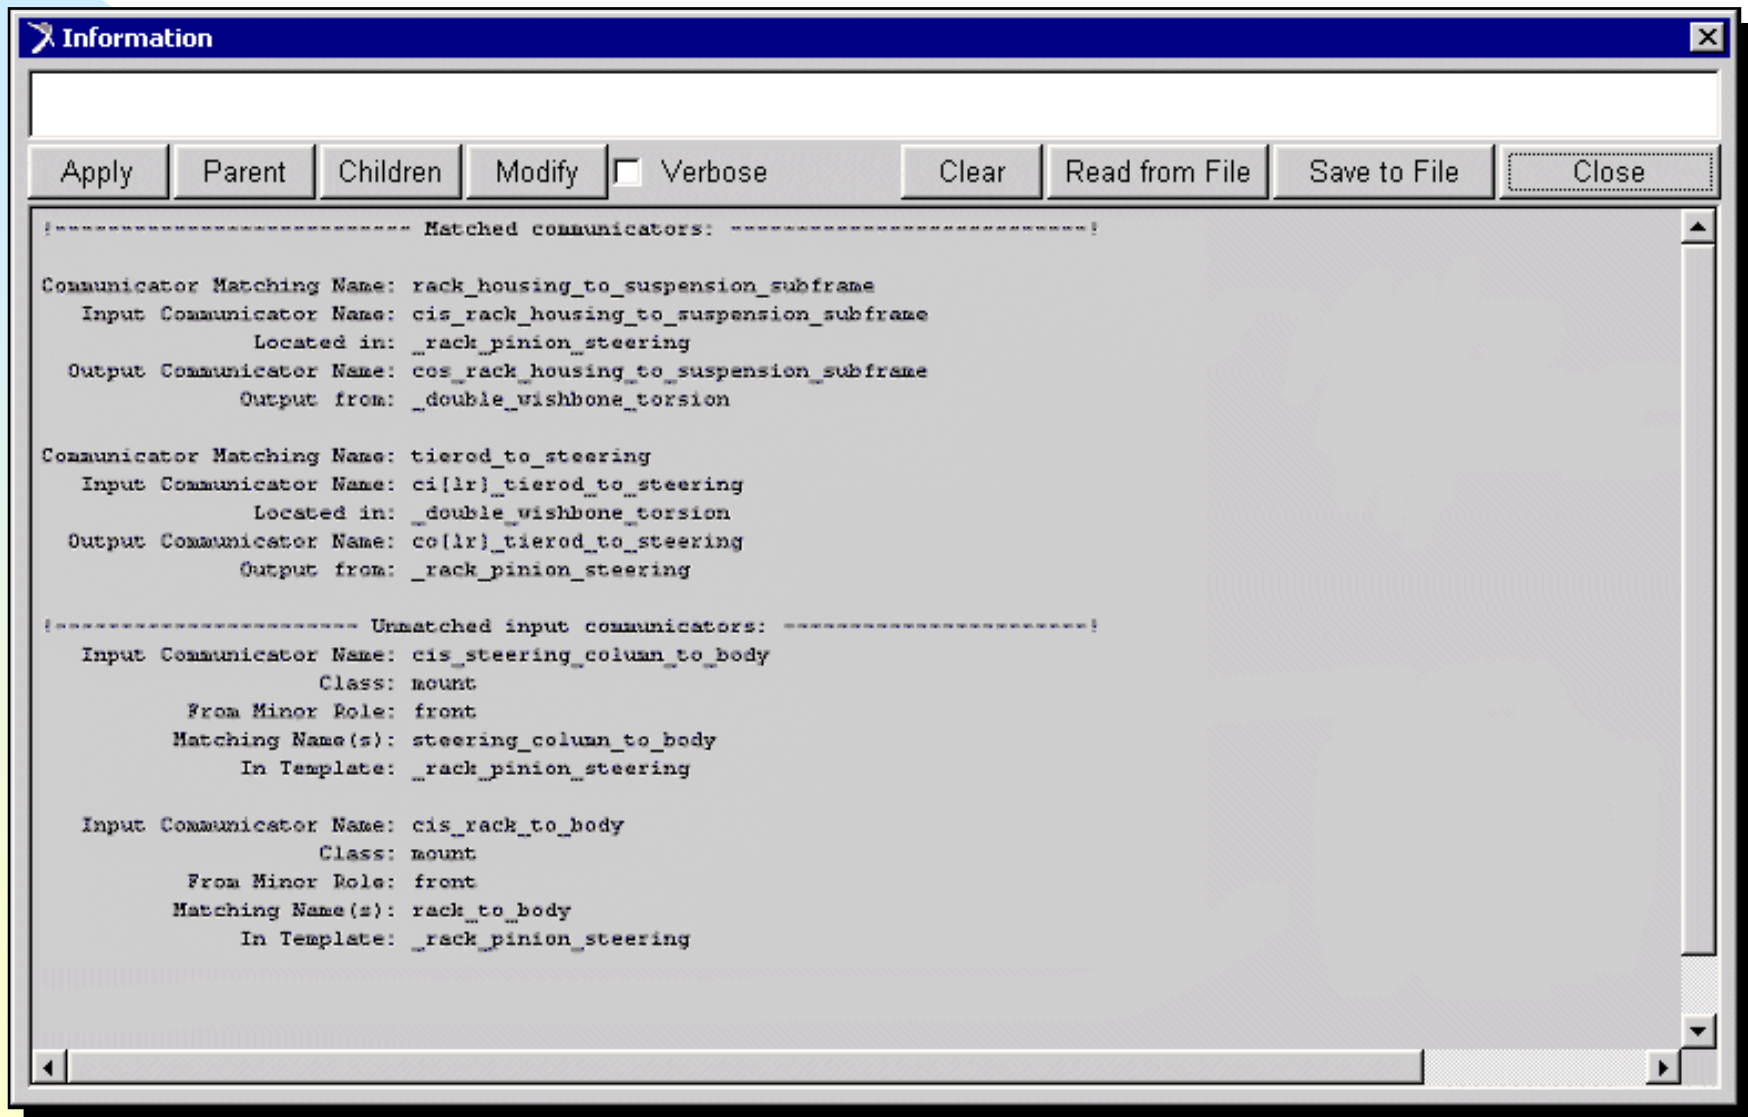 Information
Apply Parent Children Modify Verbose Clear Read from File Save to File Close
!--------------------------- Matched communicators: ---------------------------!
Communicator Matching Name: rack_housing_to_suspension_subframe
Input Communicator Name: cis_rack_housing_to_suspension_subframe
Located in: _rack_pinion_steering
Output Communicator Name: cos_rack_housing_to_suspension_subframe
Output from: _double_wishbone_torsion
Communicator Matching Name: tierod_to_steering
Input Communicator Name: ci[lr]_tierod_to_steering
Located in: _double_wishbone_torsion
Output Communicator Name: co[lr]_tierod_to_steering
Output from: _rack_pinion_steering
!----------------------- Unmatched input communicators: -----------------------!
Input Communicator Name: cis_steering_column_to_body
Class: mount
From Minor Role: front
Matching Name(s): steering_column_to_body
In Template: _rack_pinion_steering
Input Communicator Name: cis_rack_to_body
Class: mount
From Minor Role: front
Matching Name(s): rack_to_body
In Template: _rack_pinion_steering